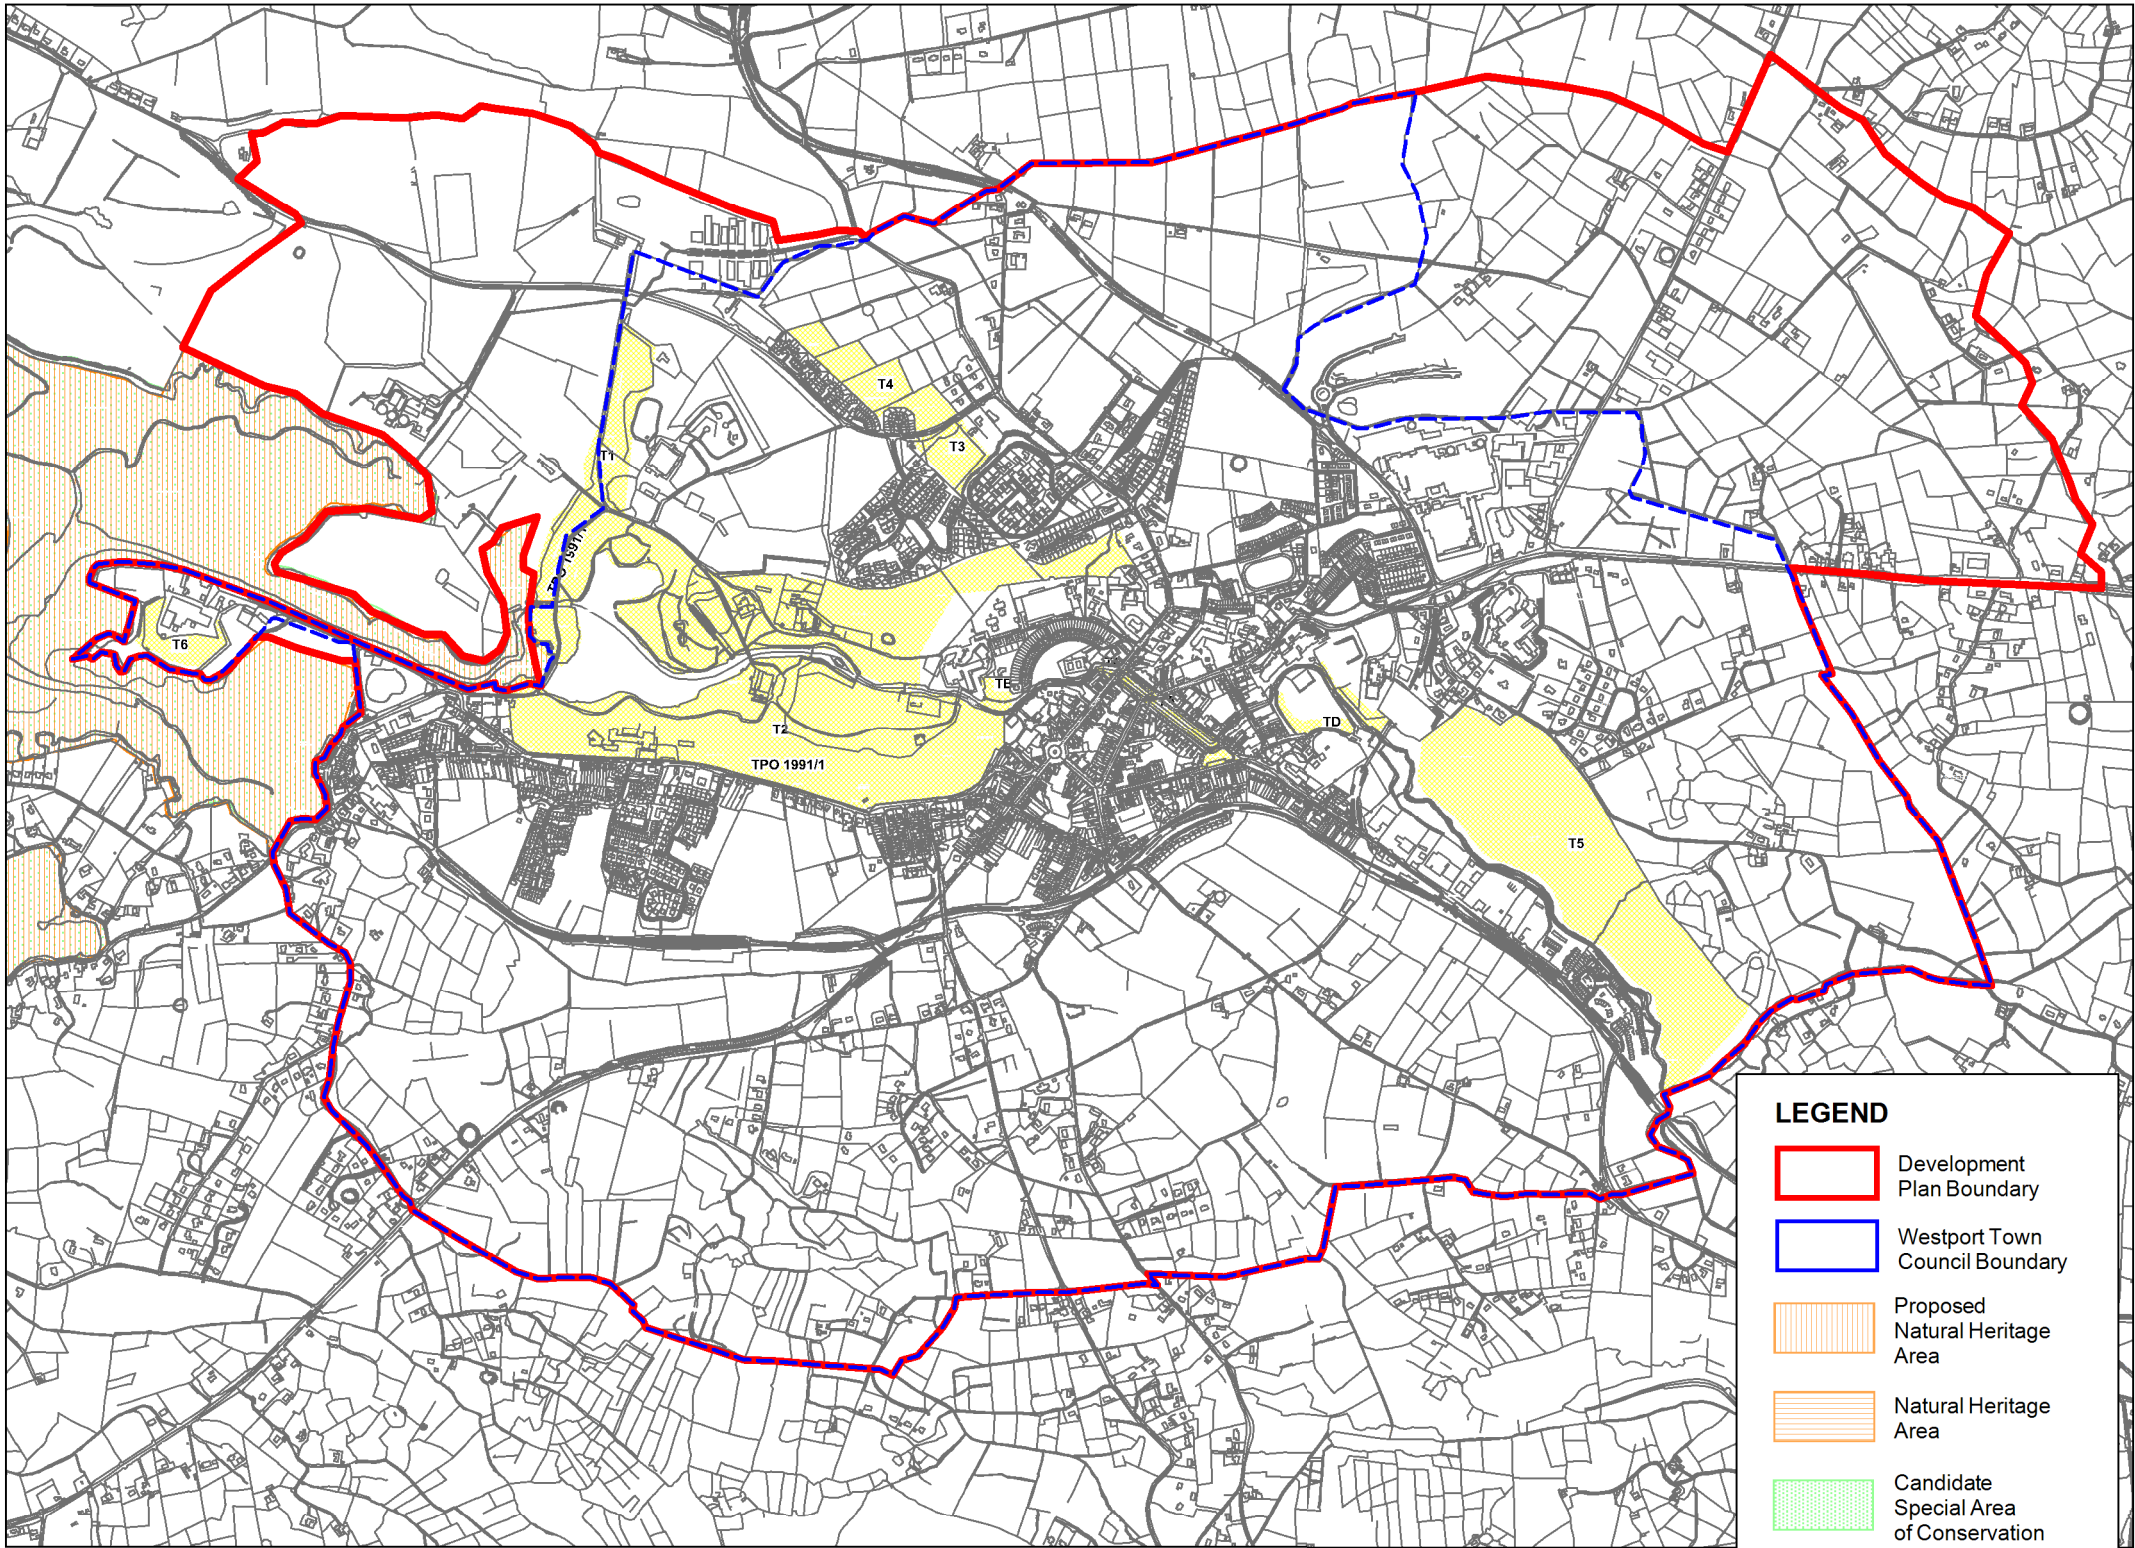 T4
T3
T1
TPO 1991/1
T6
TE
T2
TD
TPO 1991/1
T5
LEGEND
Development
Plan Boundary
Westport Town
Council Boundary
Proposed
Natural Heritage
Area
Natural Heritage
Area
Candidate
Special Area
of Conservation